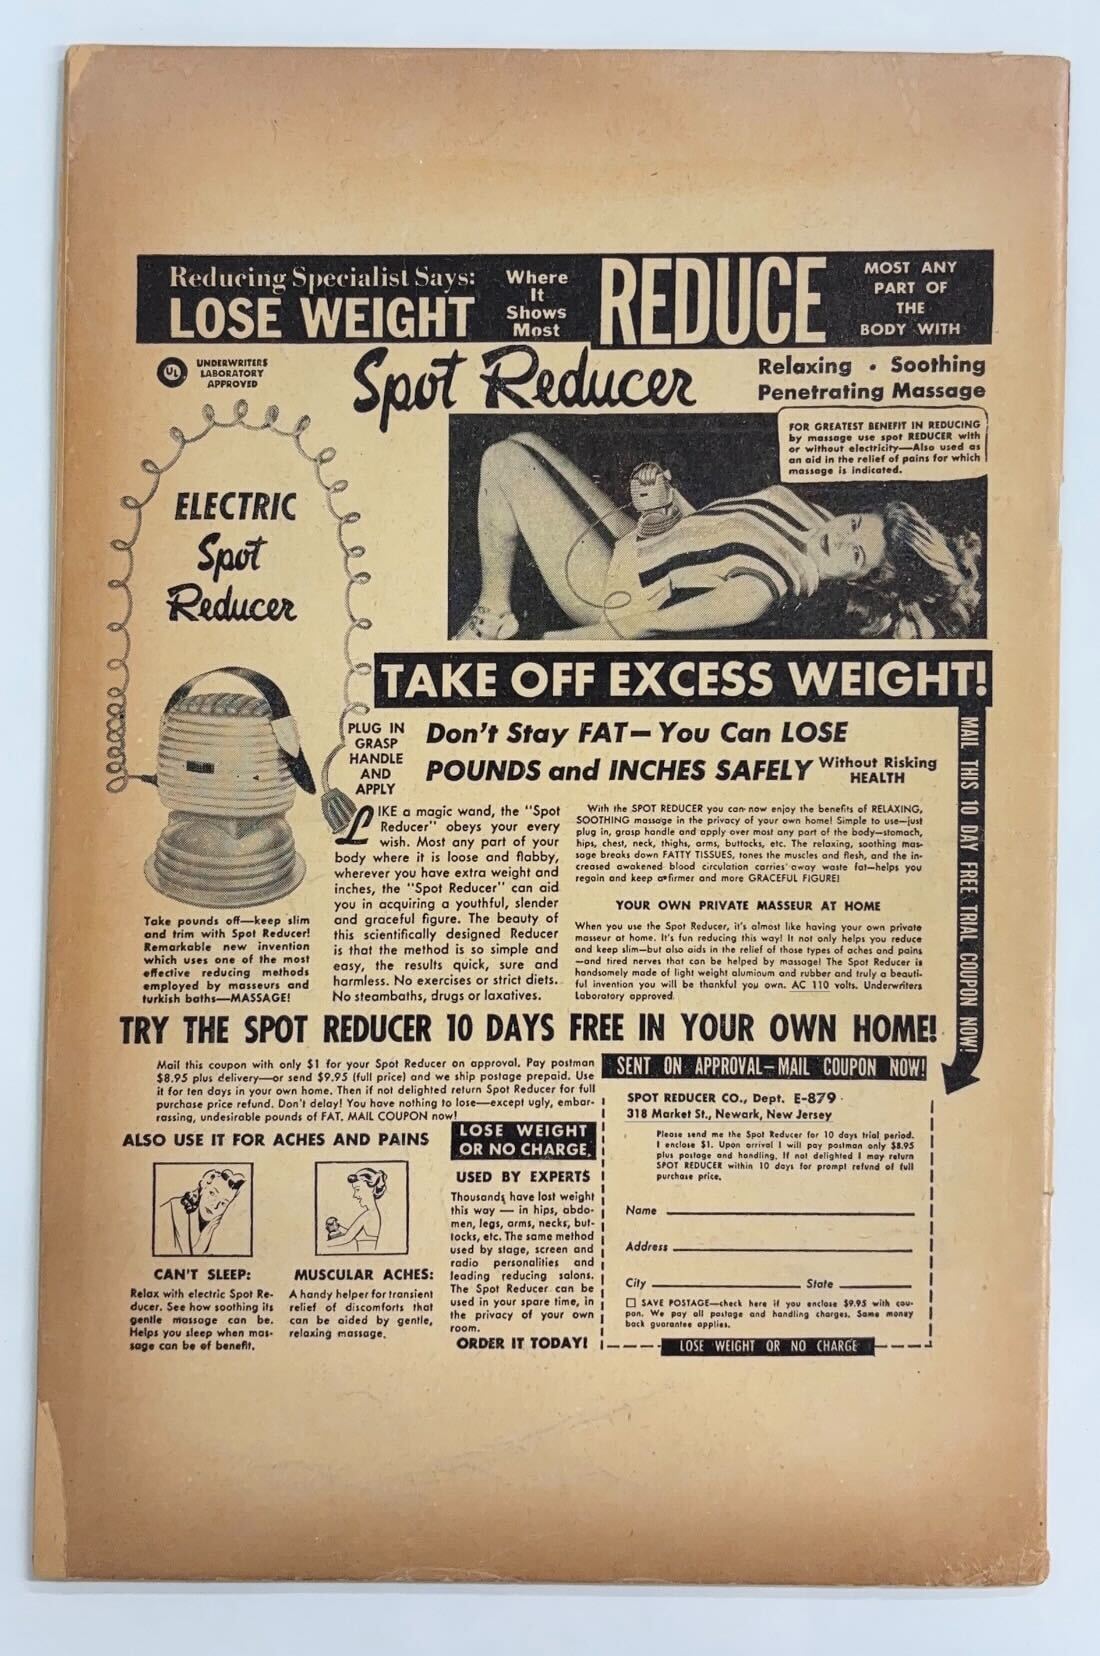 Reducing Specialist Says:
LOSE WEIGHT
Where
It
Shows
Most
REDUCE
MOST ANY
PART OF
THE
BODY WITH
UL
UNDERWRITERS
LABORATORY
APPROVED
Spot Reducer
Relaxing • Soothing
Penetrating Massage
FOR GREATEST BENEFIT IN REDUCING
by massage use spot REDUCER with
or without electricity—Also used as
an aid in the relief of pains for which
massage is indicated.
ELECTRIC
Spot
Reducer
TAKE OFF EXCESS WEIGHT!
PLUG IN
GRASP
HANDLE
AND
APPLY
Don't Stay FAT—You Can LOSE
POUNDS and INCHES SAFELY Without Risking
HEALTH
MAIL THIS 10 DAY FREE TRIAL COUPON NOW!
LIKE a magic wand, the "Spot
Reducer" obeys your every
wish. Most any part of your
body where it is loose and flabby,
wherever you have extra weight and
inches, the "Spot Reducer" can aid
you in acquiring a youthful, slender
and graceful figure. The beauty of
this scientifically designed Reducer
is that the method is so simple and
easy, the results quick, sure and
harmless. No exercises or strict diets.
No steambaths, drugs or laxatives.
With the SPOT REDUCER you can now enjoy the benefits of RELAXING,
SOOTHING massage in the privacy of your own home! Simple to use—just
plug in, grasp handle and apply over most any part of the body—stomach,
hips, chest, neck, thighs, arms, buttocks, etc. The relaxing, soothing mas-
sage breaks down FATTY TISSUES, tones the muscles and flesh, and the in-
creased awakened blood circulation carries away waste fat—helps you
regain and keep a firmer and more GRACEFUL FIGURE!
YOUR OWN PRIVATE MASSEUR AT HOME
When you use the Spot Reducer, it's almost like having your own private
masseur at home. It's fun reducing this way! It not only helps you reduce
and keep slim—but also aids in the relief of those types of aches and pains
—and tired nerves that can be helped by massage! The Spot Reducer is
handsomely made of light weight aluminum and rubber and truly a beauti-
ful invention you will be thankful you own. AC 110 volts. Underwriters
Laboratory approved.
Take pounds off—keep slim
and trim with Spot Reducer!
Remarkable new invention
which uses one of the most
effective reducing methods
employed by masseurs and
turkish baths—MASSAGE!
TRY THE SPOT REDUCER 10 DAYS FREE IN YOUR OWN HOME!
Mail this coupon with only $1 for your Spot Reducer on approval. Pay postman
$8.95 plus delivery—or send $9.95 (full price) and we ship postage prepaid. Use
it for ten days in your own home. Then if not delighted return Spot Reducer for full
purchase price refund. Don't delay! You have nothing to lose—except ugly, embar-
rassing, undesirable pounds of FAT. MAIL COUPON now!
ALSO USE IT FOR ACHES AND PAINS
CAN'T SLEEP:
Relax with electric Spot Re-
ducer. See how soothing its
gentle massage can be.
Helps you sleep when mas-
sage can be of benefit.
MUSCULAR ACHES:
A handy helper for transient
relief of discomforts that
can be aided by gentle,
relaxing massage.
LOSE WEIGHT
OR NO CHARGE.
USED BY EXPERTS
Thousands have lost weight
this way — in hips, abdo-
men, legs, arms, necks, but-
tocks, etc. The same method
used by stage, screen and
radio personalities and
leading reducing salons.
The Spot Reducer can be
used in your spare time, in
the privacy of your own
room.
ORDER IT TODAY!
SENT ON APPROVAL—MAIL COUPON NOW!
SPOT REDUCER CO., Dept. E-879
318 Market St., Newark, New Jersey
Please send me the Spot Reducer for 10 days trial period.
I enclose $1. Upon arrival I will pay postman only $8.95
plus postage and handling. If not delighted I may return
SPOT REDUCER within 10 days for prompt refund of full
purchase price.
Name
Address
City State
SAVE POSTAGE—check here if you enclose $9.95 with cou-
pon. We pay all postage and handling charges. Same money
back guarantee applies.
LOSE WEIGHT OR NO CHARGE